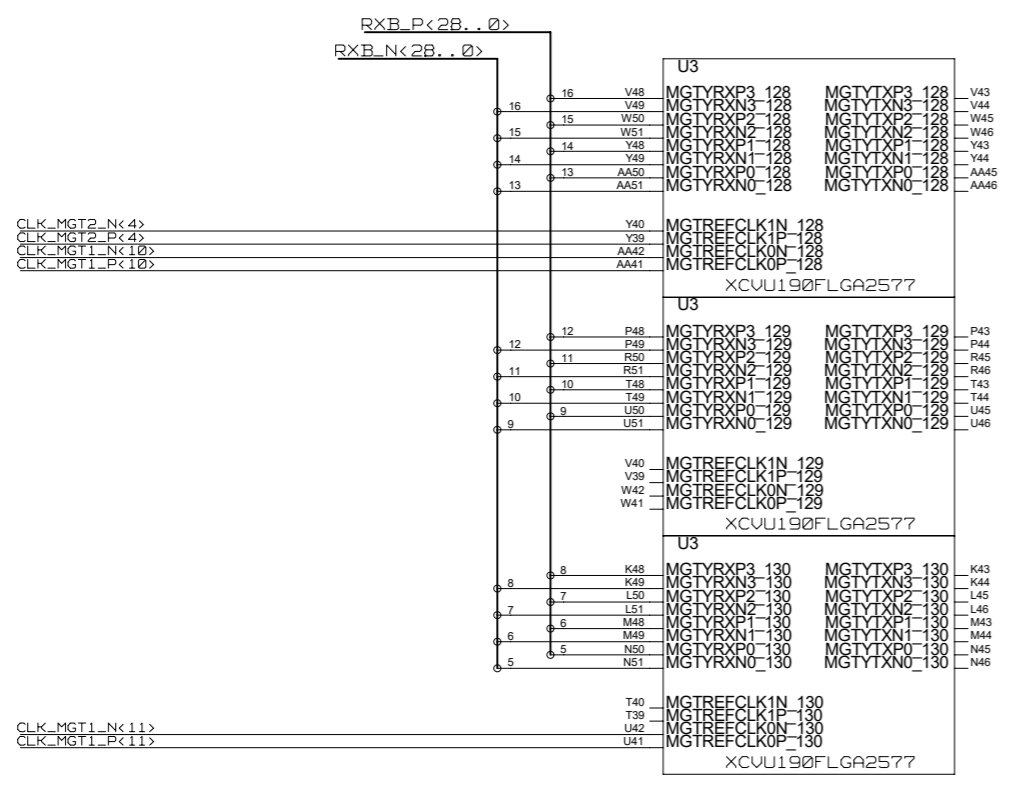 RXB_P<28..0>
RXB_N<28..0>
U3
16 V48 MGTYRXP3_128 MGTYTXP3_128 V43
16 V49 MGTYRXN3_128 MGTYTXN3_128 V44
15 W50 MGTYRXP2_128 MGTYTXP2_128 W45
15 W51 MGTYRXN2_128 MGTYTXN2_128 W46
14 Y48 MGTYRXP1_128 MGTYTXP1_128 Y43
14 Y49 MGTYRXN1_128 MGTYTXN1_128 Y44
13 AA50 MGTYRXP0_128 MGTYTXP0_128 AA45
13 AA51 MGTYRXN0_128 MGTYTXN0_128 AA46
CLK_MGT2_N<4> Y40 MGTREFCLK1N_128
CLK_MGT2_P<4> Y39 MGTREFCLK1P_128
CLK_MGT1_N<10> AA42 MGTREFCLK0N_128
CLK_MGT1_P<10> AA41 MGTREFCLK0P_128
XCVU190FLGA2577
U3
12 P48 MGTYRXP3_129 MGTYTXP3_129 P43
12 P49 MGTYRXN3_129 MGTYTXN3_129 P44
11 R50 MGTYRXP2_129 MGTYTXP2_129 R45
11 R51 MGTYRXN2_129 MGTYTXN2_129 R46
10 T48 MGTYRXP1_129 MGTYTXP1_129 T43
10 T49 MGTYRXN1_129 MGTYTXN1_129 T44
9 U50 MGTYRXP0_129 MGTYTXP0_129 U45
9 U51 MGTYRXN0_129 MGTYTXN0_129 U46
V40 MGTREFCLK1N_129
V39 MGTREFCLK1P_129
W42 MGTREFCLK0N_129
W41 MGTREFCLK0P_129
XCVU190FLGA2577
U3
8 K48 MGTYRXP3_130 MGTYTXP3_130 K43
8 K49 MGTYRXN3_130 MGTYTXN3_130 K44
7 L50 MGTYRXP2_130 MGTYTXP2_130 L45
7 L51 MGTYRXN2_130 MGTYTXN2_130 L46
6 M48 MGTYRXP1_130 MGTYTXP1_130 M43
6 M49 MGTYRXN1_130 MGTYTXN1_130 M44
5 N50 MGTYRXP0_130 MGTYTXP0_130 N45
5 N51 MGTYRXN0_130 MGTYTXN0_130 N46
T40 MGTREFCLK1N_130
T39 MGTREFCLK1P_130
CLK_MGT1_N<11> U42 MGTREFCLK0N_130
CLK_MGT1_P<11> U41 MGTREFCLK0P_130
XCVU190FLGA2577